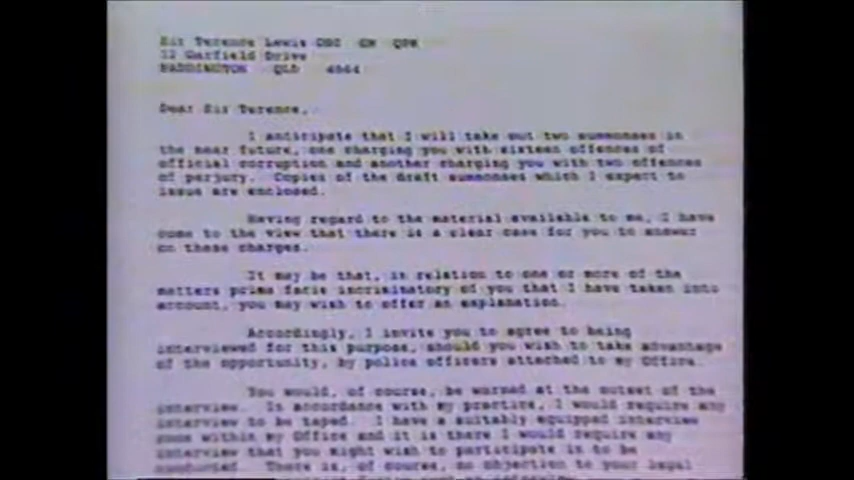 Sir Terence Lewis OBE GM QPM
12 Garfield Drive
PADDINGTON QLD 4064
Dear Sir Terence,
I anticipate that I will take out two summonses in
the near future, one charging you with sixteen offences of
official corruption and another charging you with two offences
of perjury. Copies of the draft summonses which I expect to
issue are enclosed.
Having regard to the material available to me, I have
come to the view that there is a clear case for you to answer
on these charges.
It may be that, in relation to one or more of the
matters prima facie incriminatory of you that I have taken into
account, you may wish to offer an explanation.
Accordingly, I invite you to agree to being
interviewed for this purpose, should you wish to take advantage
of the opportunity, by police officers attached to my Office.
You would, of course, be warned at the outset of the
interview. In accordance with my practice, I would require any
interview to be taped. I have a suitably equipped interview
room within my Office and it is there I would require any
interview that you might wish to participate in to be
conducted. There is, of course, no objection to your legal